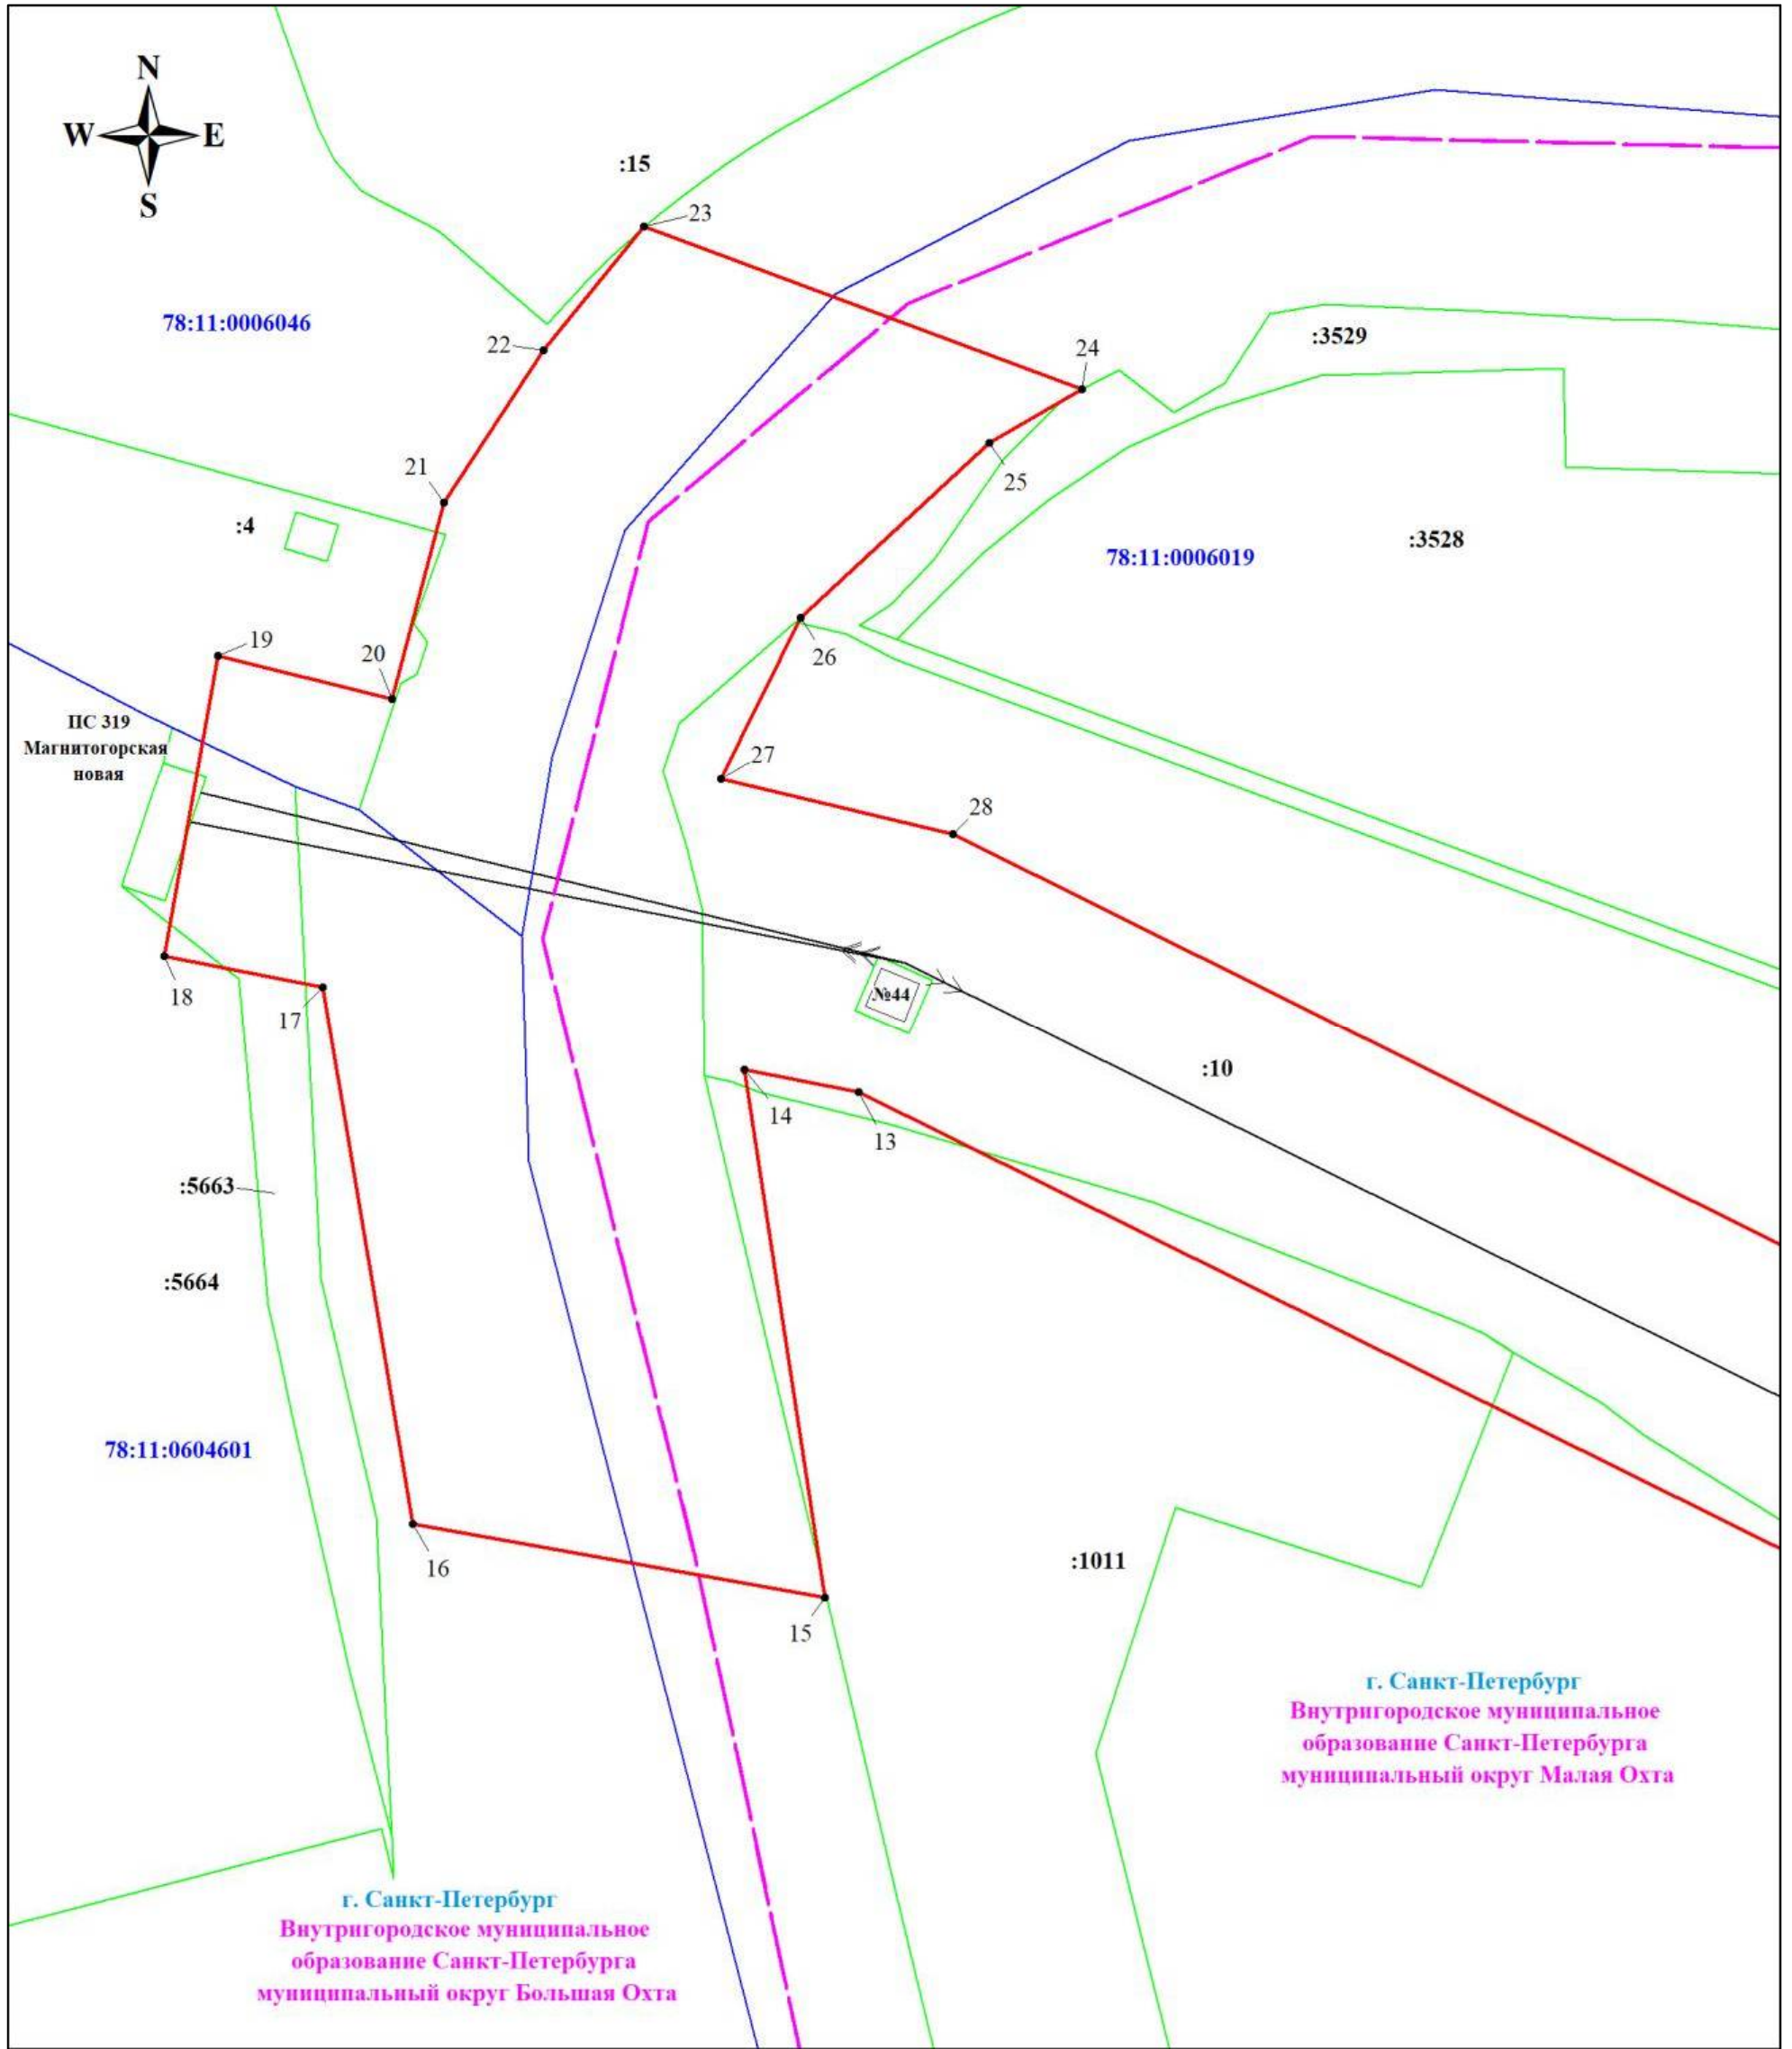 N
W E
S
:15
23
78:11:0006046
22
24
:3529
25
21
:4
:3528
78:11:0006019
19
20
26
ПС 319
Магнитогорская
новая
27
28
18
17
№44
:10
14
13
:5663
:5664
78:11:0604601
16
:1011
15
г. Санкт-Петербург
Внутригородское муниципальное
образование Санкт-Петербурга
муниципальный округ Малая Охта
г. Санкт-Петербург
Внутригородское муниципальное
образование Санкт-Петербурга
муниципальный округ Большая Охта